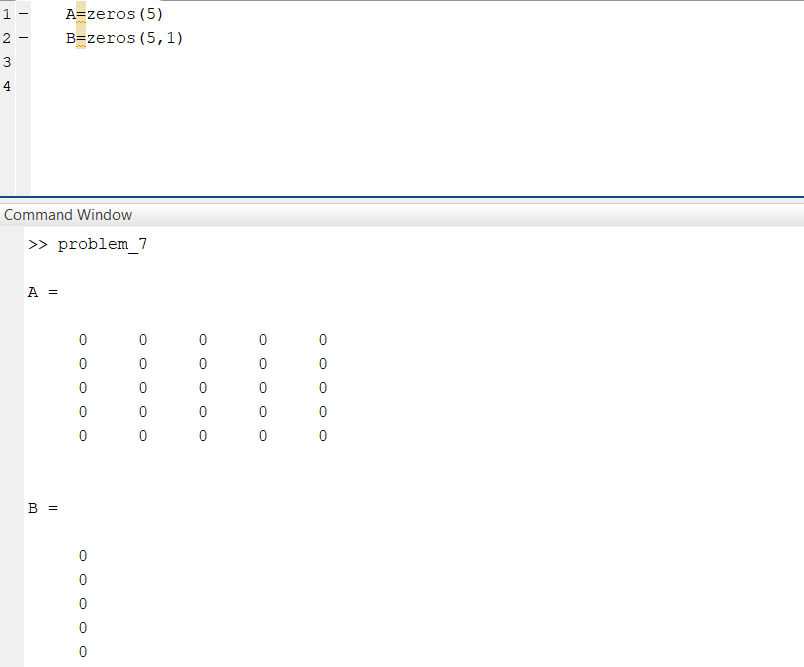 1 – A=zeros(5)
2 – B=zeros(5,1)
3
4
Command Window
>> problem_7
A =
0 0 0 0 0
0 0 0 0 0
0 0 0 0 0
0 0 0 0 0
0 0 0 0 0
B =
0
0
0
0
0